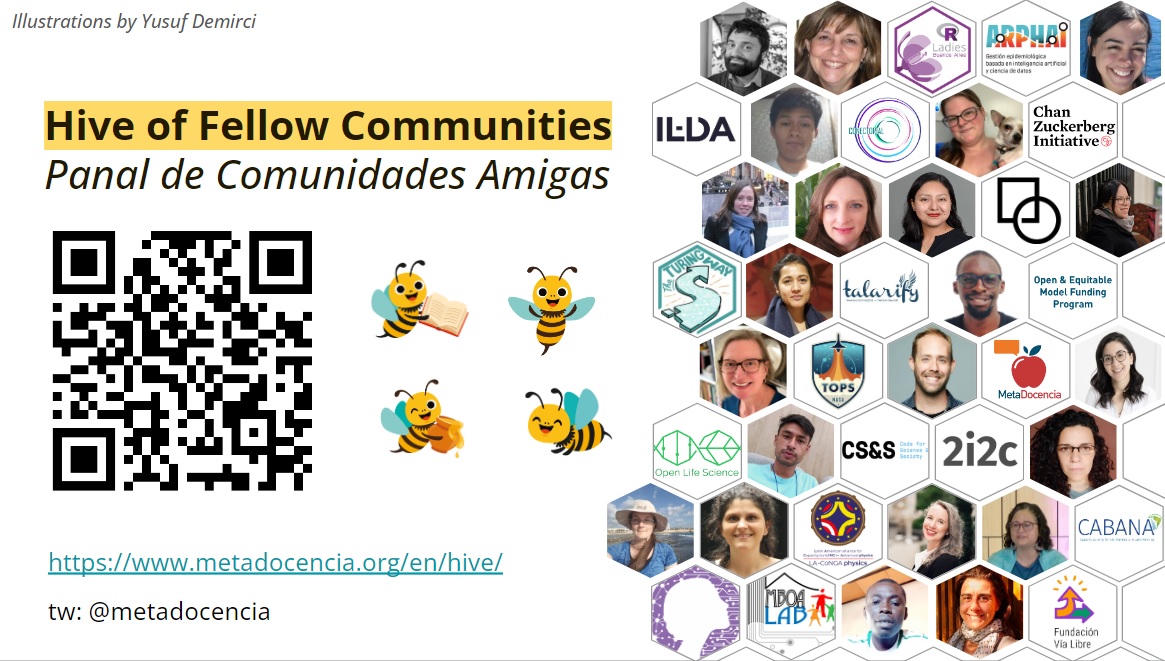 Illustrations by Yusuf Demirci
Hive of Fellow Communities
Panal de Comunidades Amigas
https://www.metadocencia.org/en/hive/
tw: @metadocencia
R
Ladies
Buenos Aires
ARPHAI
Gestión epidemiológica
basada en inteligencia artificial
y ciencia de datos
ILDA
Chan
Zuckerberg
Initiative
The
TURING WAY
talarify
Open & Equitable
Model Funding
Program
TOPS
NASA
MetaDocencia
Open Life Science
CS&S
Code for
Science &
Society
2i2c
LA-CoNGA physics
CABANA
MBOA
LAB
Fundación
Vía Libre